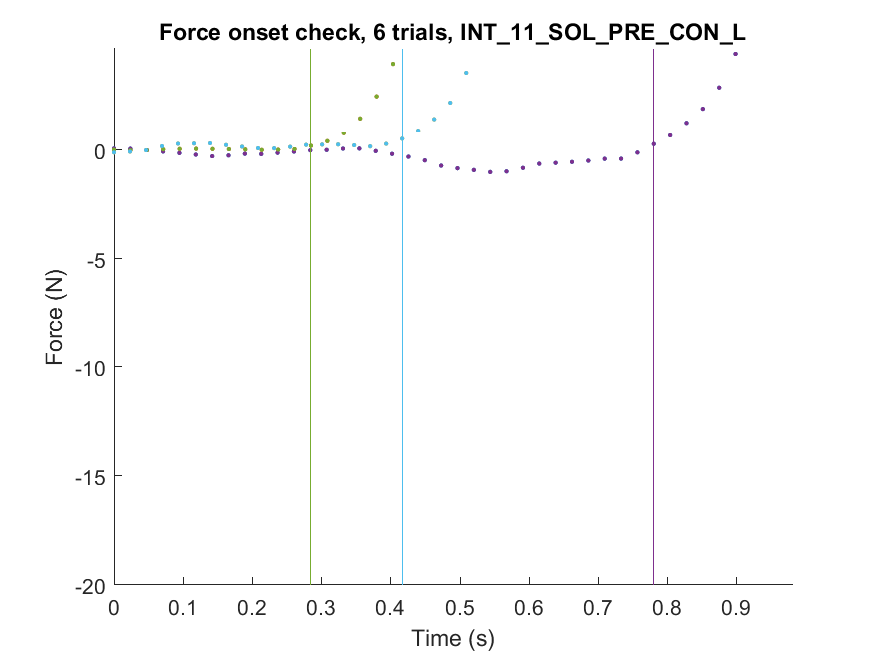 Force onset check, 6 trials, INT_11_SOL_PRE_CON_L
0
-5
-10
-15
-20
Force (N)
0 0.1 0.2 0.3 0.4 0.5 0.6 0.7 0.8 0.9
Time (s)